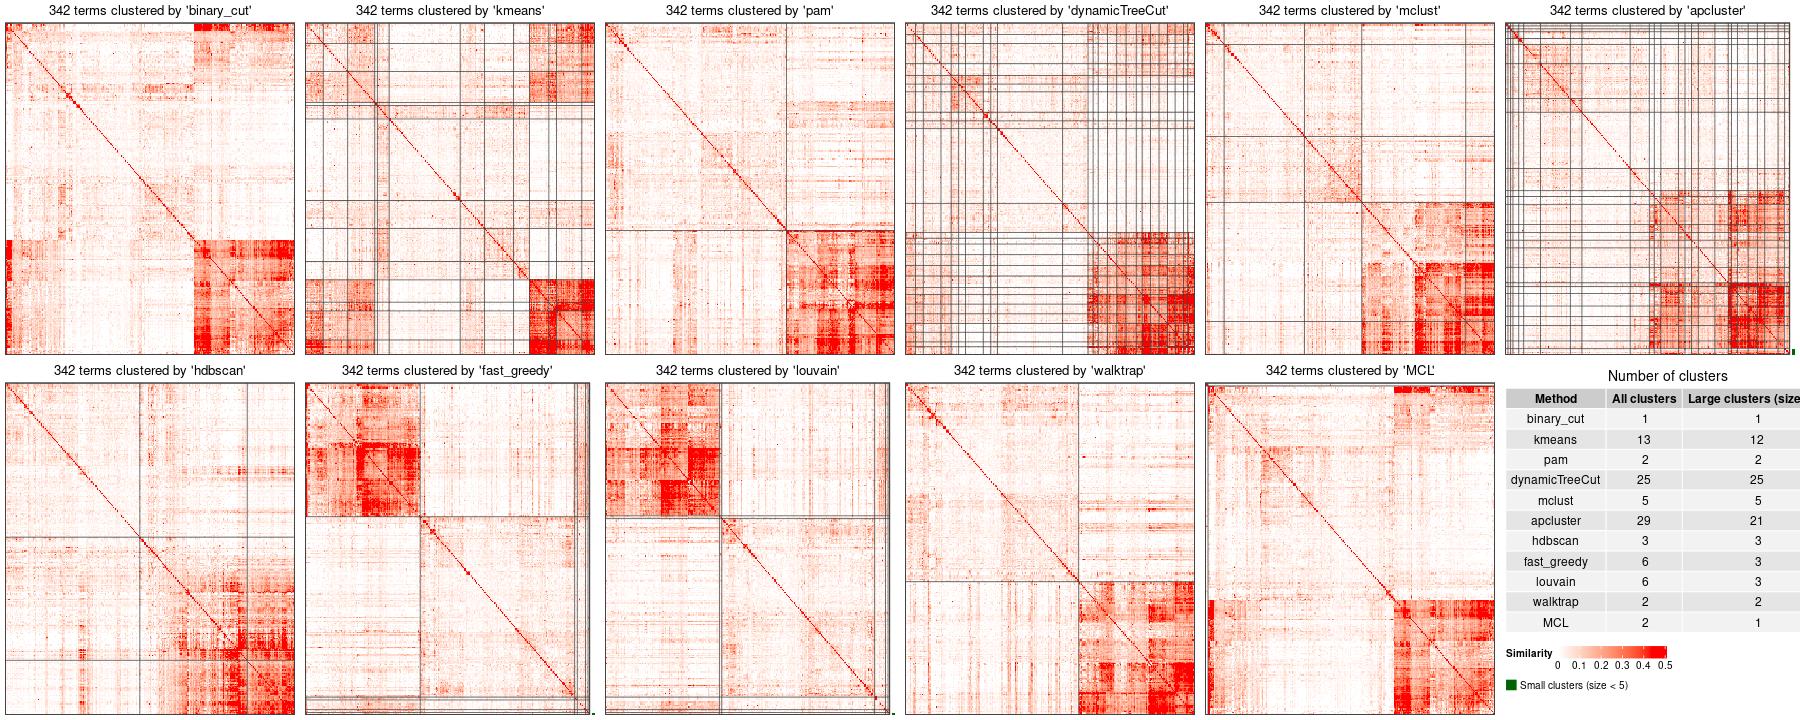 342 terms clustered by 'binary_cut'
342 terms clustered by 'kmeans'
342 terms clustered by 'pam'
342 terms clustered by 'dynamicTreeCut'
342 terms clustered by 'mclust'
342 terms clustered by 'apcluster'
342 terms clustered by 'hdbscan'
342 terms clustered by 'fast_greedy'
342 terms clustered by 'louvain'
342 terms clustered by 'walktrap'
342 terms clustered by 'MCL'
Number of clusters
Method All clusters Large clusters (size
binary_cut 1 1
kmeans 13 12
pam 2 2
dynamicTreeCut 25 25
mclust 5 5
apcluster 29 21
hdbscan 3 3
fast_greedy 6 3
louvain 6 3
walktrap 2 2
MCL 2 1
Similarity
0 0.1 0.2 0.3 0.4 0.5
Small clusters (size < 5)